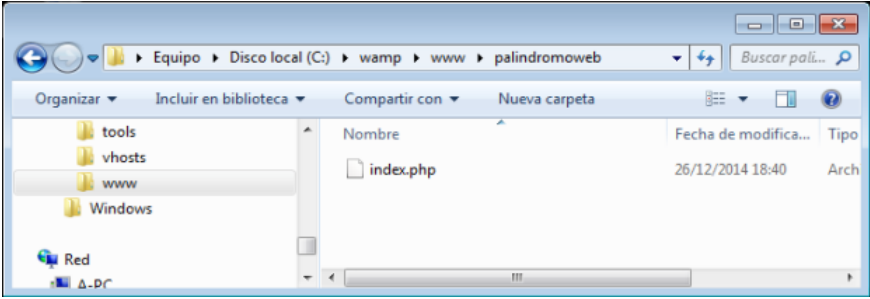 Equipo Disco local (C:) wamp www palindromoweb Buscar pali...
Organizar Incluir en biblioteca Compartir con Nueva carpeta
tools
vhosts
www
Windows
Red
A-PC
Nombre Fecha de modifica... Tipo
index.php 26/12/2014 18:40 Arch